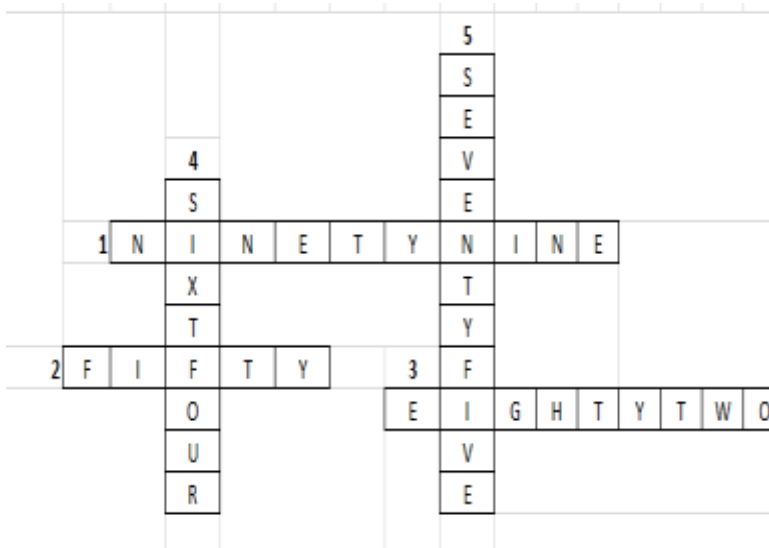 5
S
E
4 V
S E
1 N I N E T Y N I N E
X T
T Y
2 F I F T Y 3 F
O E I G H T Y T W O
U V
R E